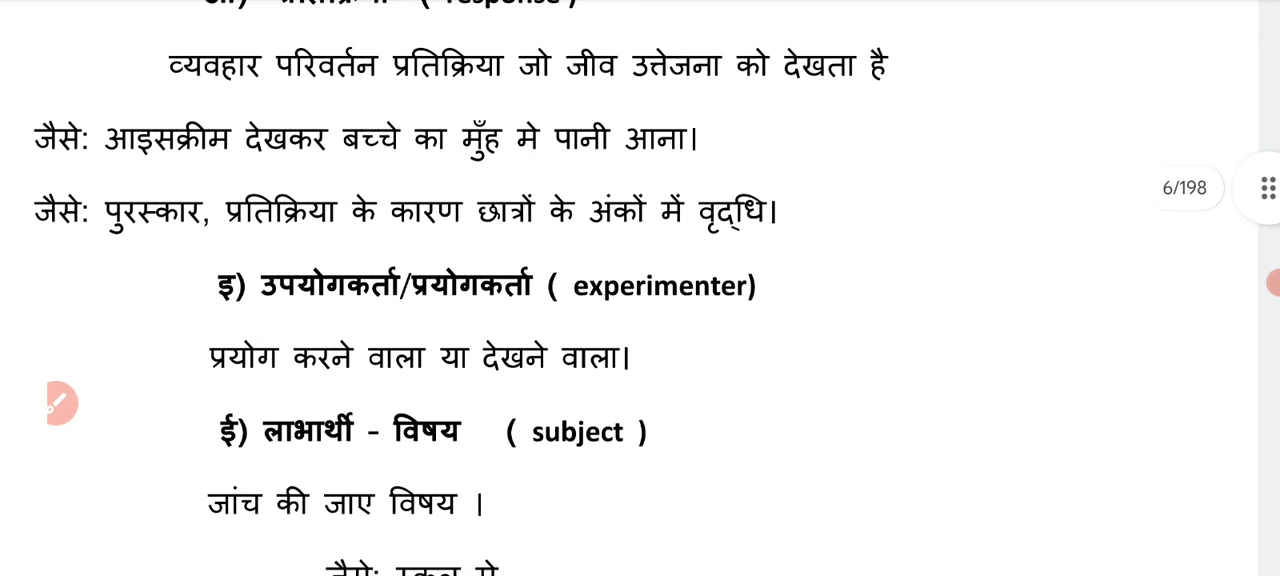 ( response )
व्यवहार परिवर्तन प्रतिक्रिया जो जीव उत्तेजना को देखता है
जैसे: आइसक्रीम देखकर बच्चे का मुँह मे पानी आना।
जैसे: पुरस्कार, प्रतिक्रिया के कारण छात्रों के अंकों में वृद्धि।
6/198
इ) उपयोगकर्ता/प्रयोगकर्ता ( experimenter)
प्रयोग करने वाला या देखने वाला।
ई) लाभार्थी - विषय ( subject )
जांच की जाए विषय ।